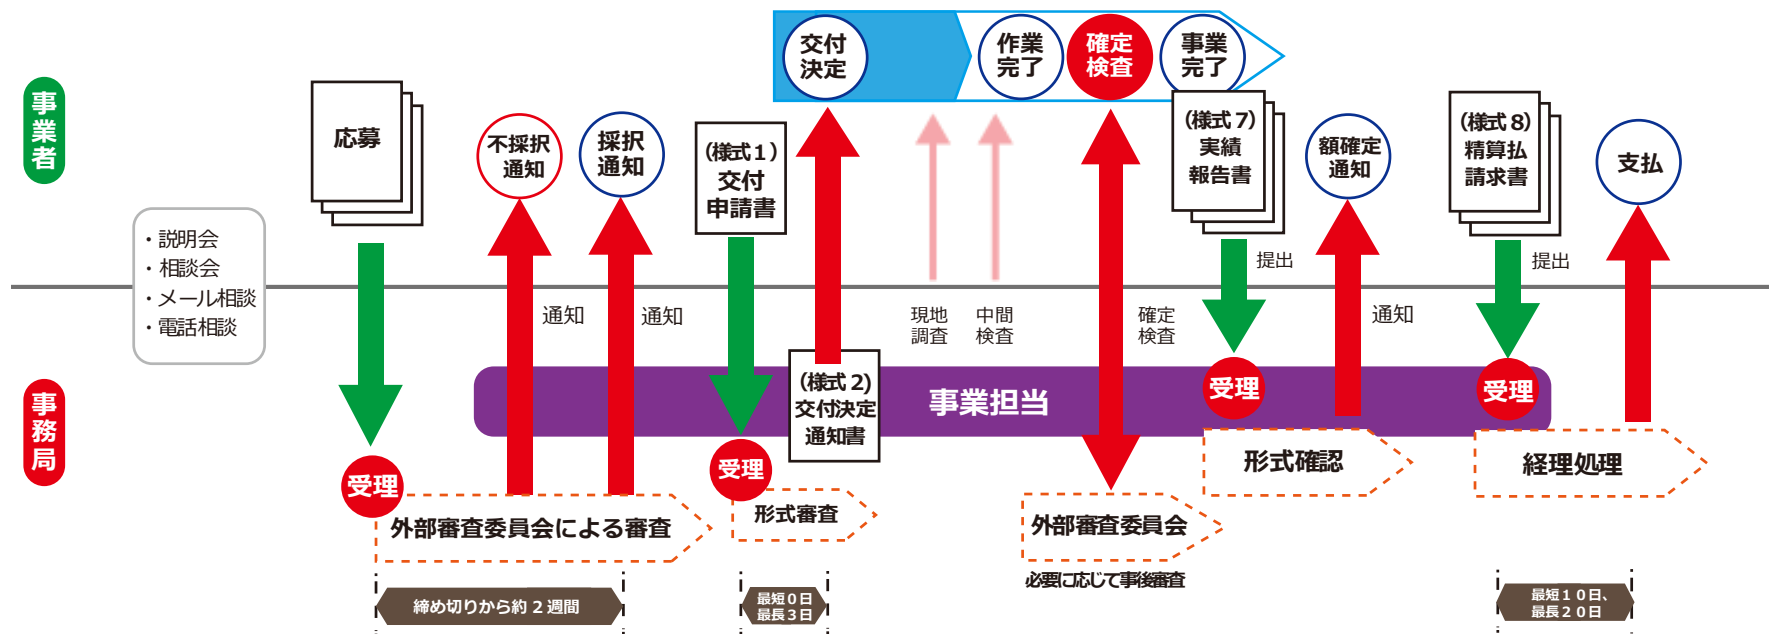 事業者
事務局
・説明会
・相談会
・メール相談
・電話相談
応募
受理
外部審査委員会による審査
締め切りから約２週間
不採択
通知
通知
採択
通知
通知
（様式１）
交付
申請書
受理
形式審査
最短０日
最長３日
（様式２）
交付決定
通知書
交付
決定
現地
調査
中間
検査
作業
完了
確定
検査
確定
検査
事業
完了
事業担当
外部審査委員会
必要に応じて事後審査
（様式７）
実績
報告書
提出
受理
形式確認
額確定
通知
通知
（様式８）
精算払
請求書
提出
受理
経理処理
支払
最短１０日、
最長２０日